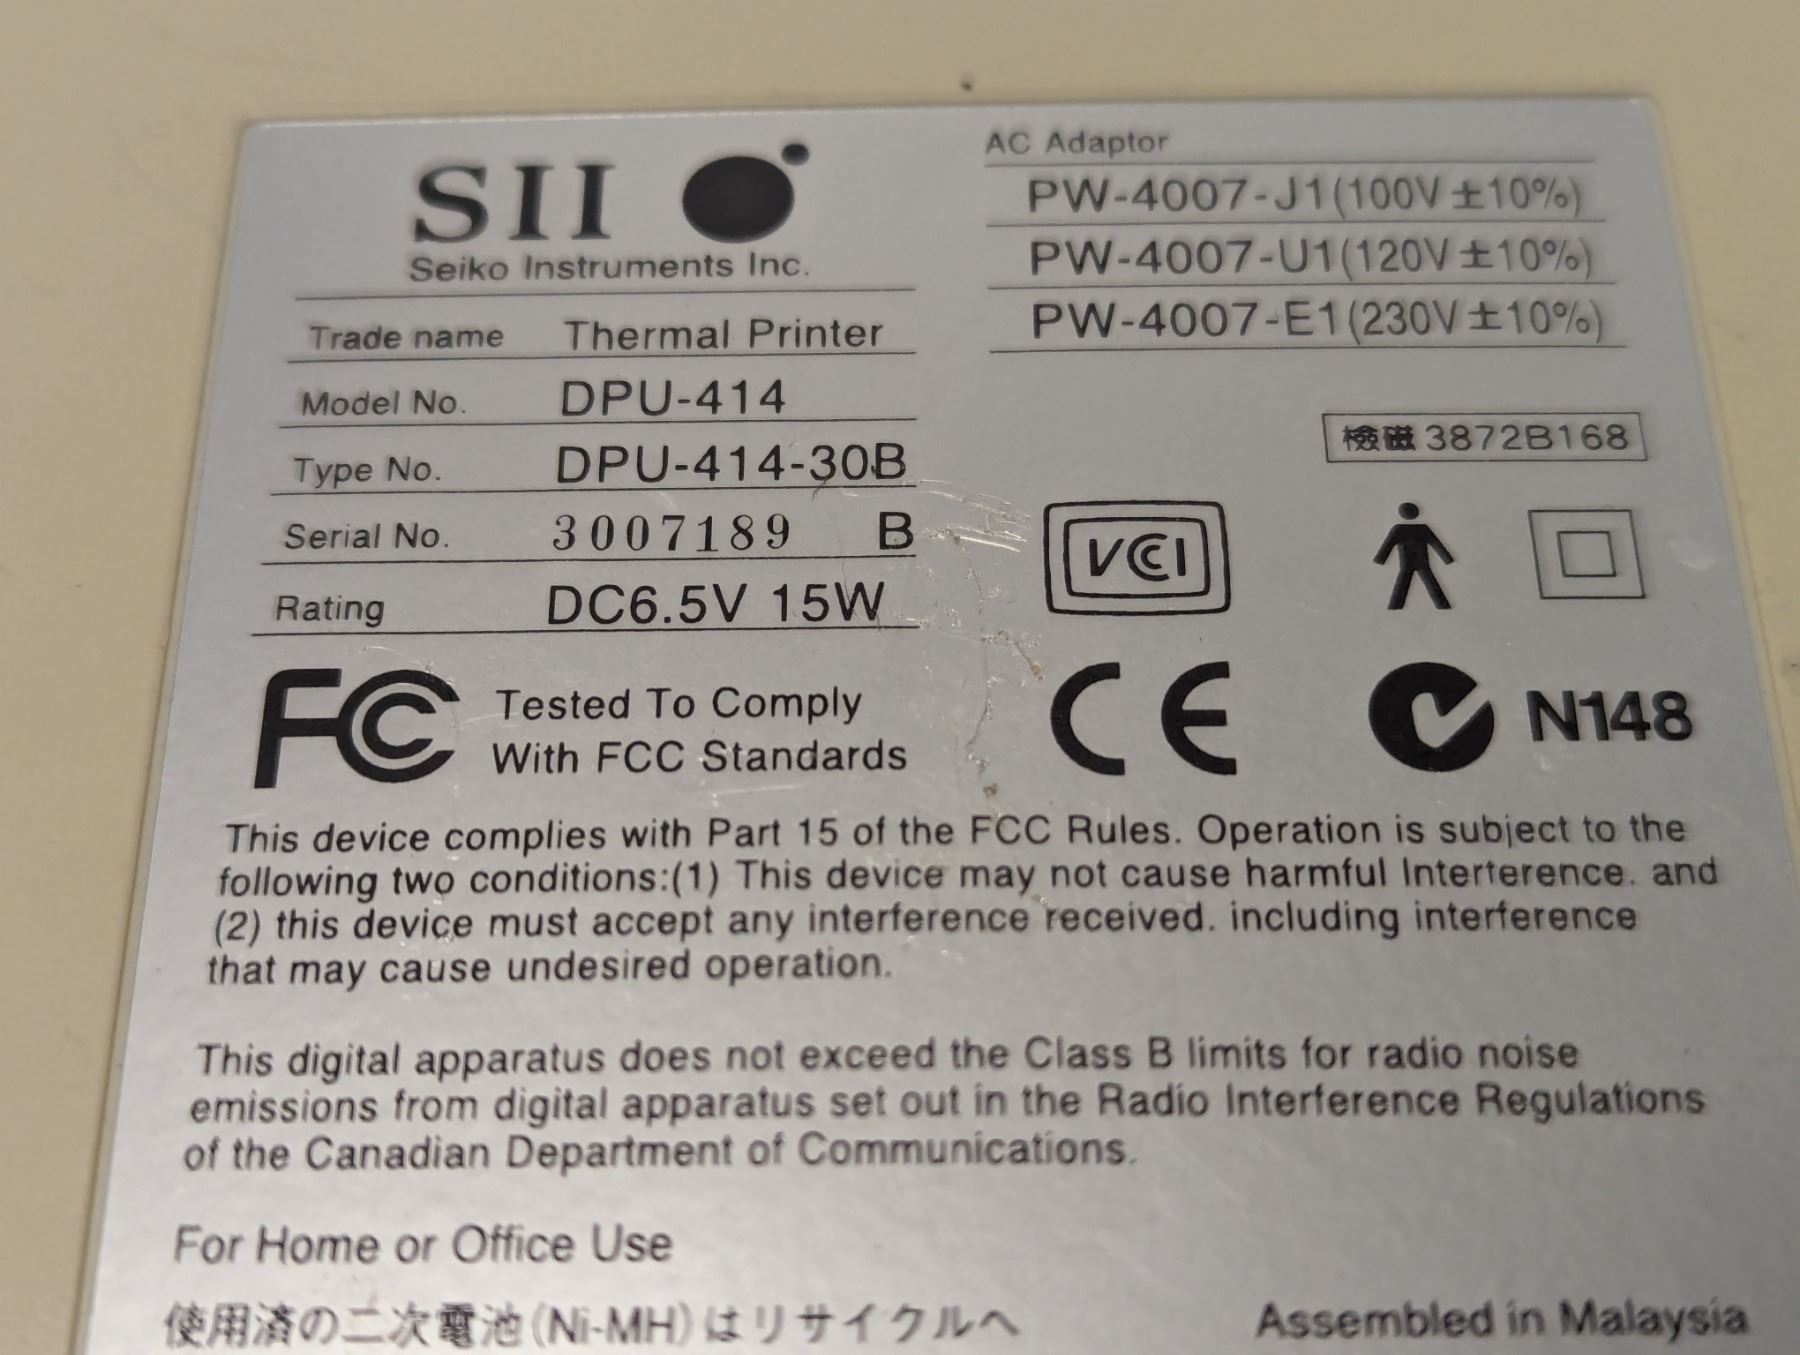 SII
Seiko Instruments Inc.
Trade name Thermal Printer
Model No. DPU-414
Type No. DPU-414-30B
Serial No. 3007189 B
Rating DC6.5V 15W
AC Adaptor
PW-4007-J1(100V±10%)
PW-4007-U1(120V±10%)
PW-4007-E1(230V±10%)
檢磁 3872B168
VCCI
FC Tested To Comply
With FCC Standards
CE
N148
This device complies with Part 15 of the FCC Rules. Operation is subject to the
following two conditions:(1) This device may not cause harmful Interterence. and
(2) this device must accept any interference received. including interference
that may cause undesired operation.
This digital apparatus does not exceed the Class B limits for radio noise
emissions from digital apparatus set out in the Radio Interference Regulations
of the Canadian Department of Communications.
For Home or Office Use
使用済の二次電池(Ni-MH)はリサイクルへ
Assembled in Malaysia